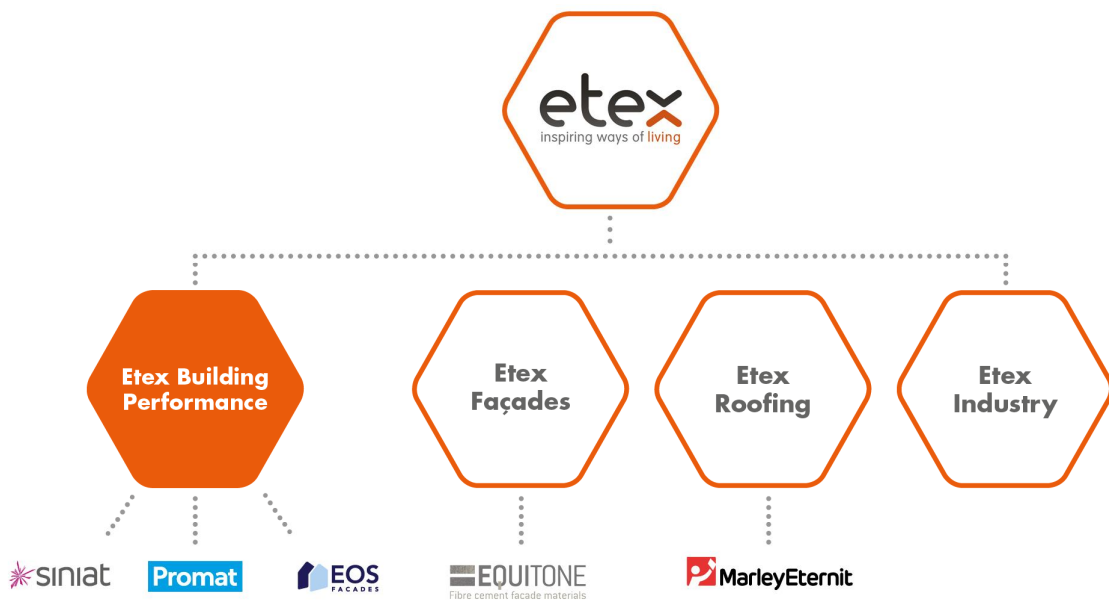 etex
inspiring ways of living
Etex Building
Performance
Etex
Façades
Etex
Roofing
Etex
Industry
siniat
Promat
EOS
FACADES
EQUITONE
Fibre cement facade materials
MarleyEternit